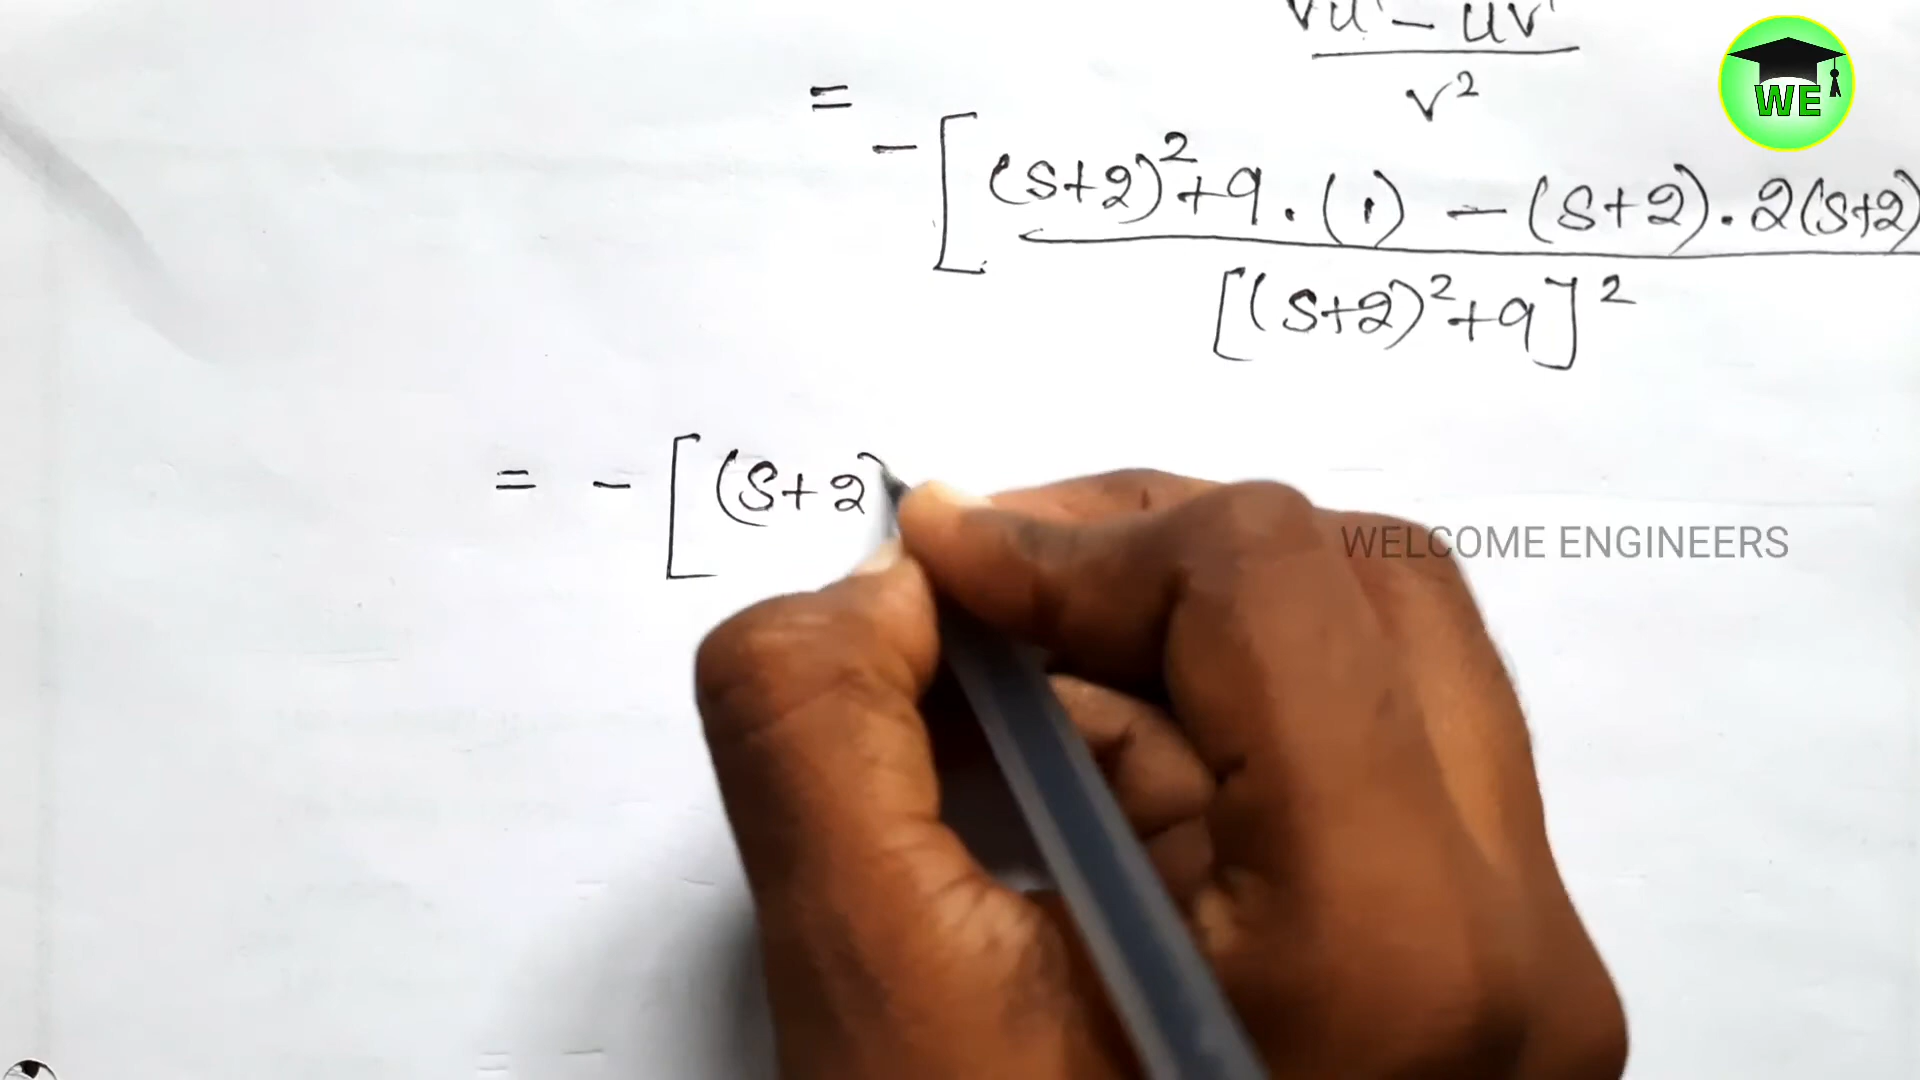 vu' - uv'
v²
WE
=
- [ (s+2)²+9 . (1) - (s+2) . 2(s+2)
[(s+2)²+9]²
= - [ (s+2)
WELCOME ENGINEERS